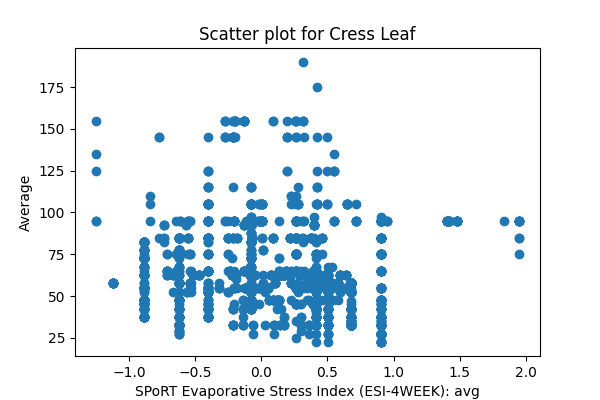 Scatter plot for Cress Leaf
Average
175
150
125
100
75
50
25
−1.0 −0.5 0.0 0.5 1.0 1.5 2.0
SPoRT Evaporative Stress Index (ESI-4WEEK): avg